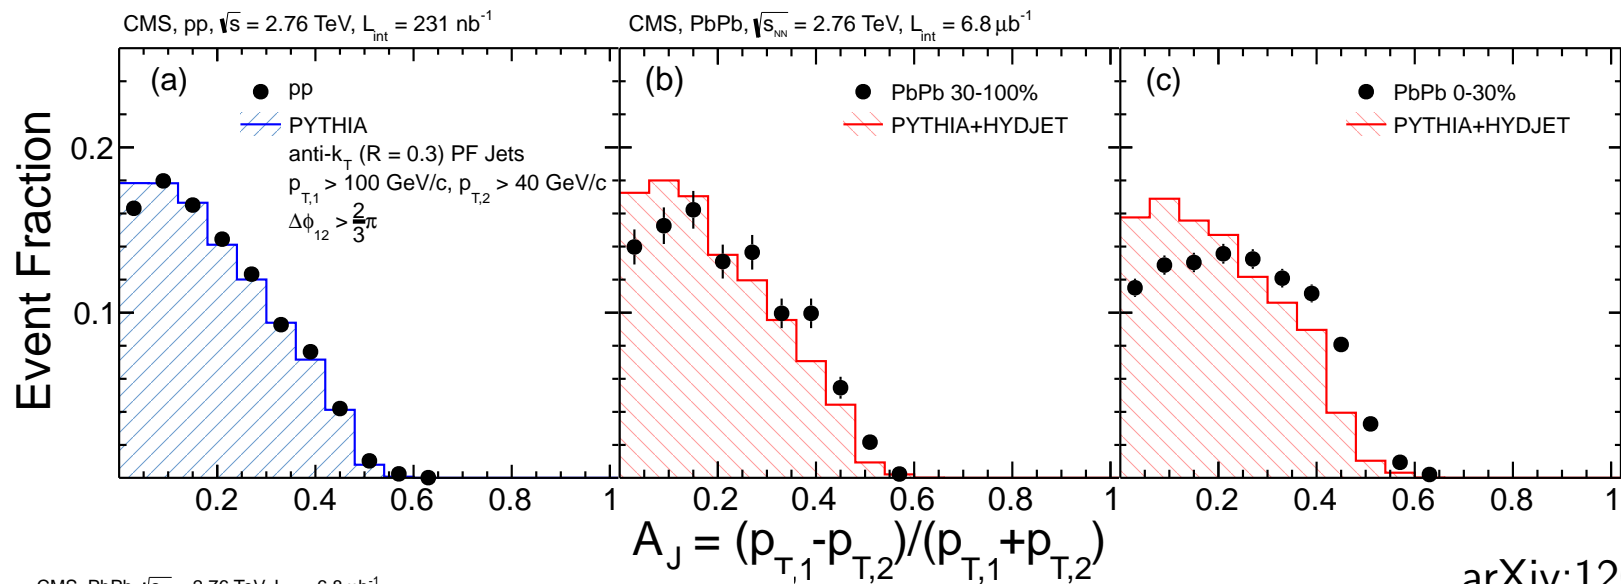 CMS, pp, √s = 2.76 TeV, L_int = 231 nb⁻¹
CMS, PbPb, √s_NN = 2.76 TeV, L_int = 6.8 μb⁻¹
(a)
pp
PYTHIA
anti-k_T (R = 0.3) PF Jets
p_T,1 > 100 GeV/c, p_T,2 > 40 GeV/c
Δϕ_12 > 2/3 π
(b)
PbPb 30-100%
PYTHIA+HYDJET
(c)
PbPb 0-30%
PYTHIA+HYDJET
Event Fraction
0.2
0.1
0.2 0.4 0.6 0.8 1
0.2 0.4 0.6 0.8 1
0.2 0.4 0.6 0.8 1
A_J = (p_T,1-p_T,2)/(p_T,1+p_T,2)
arXiv:12